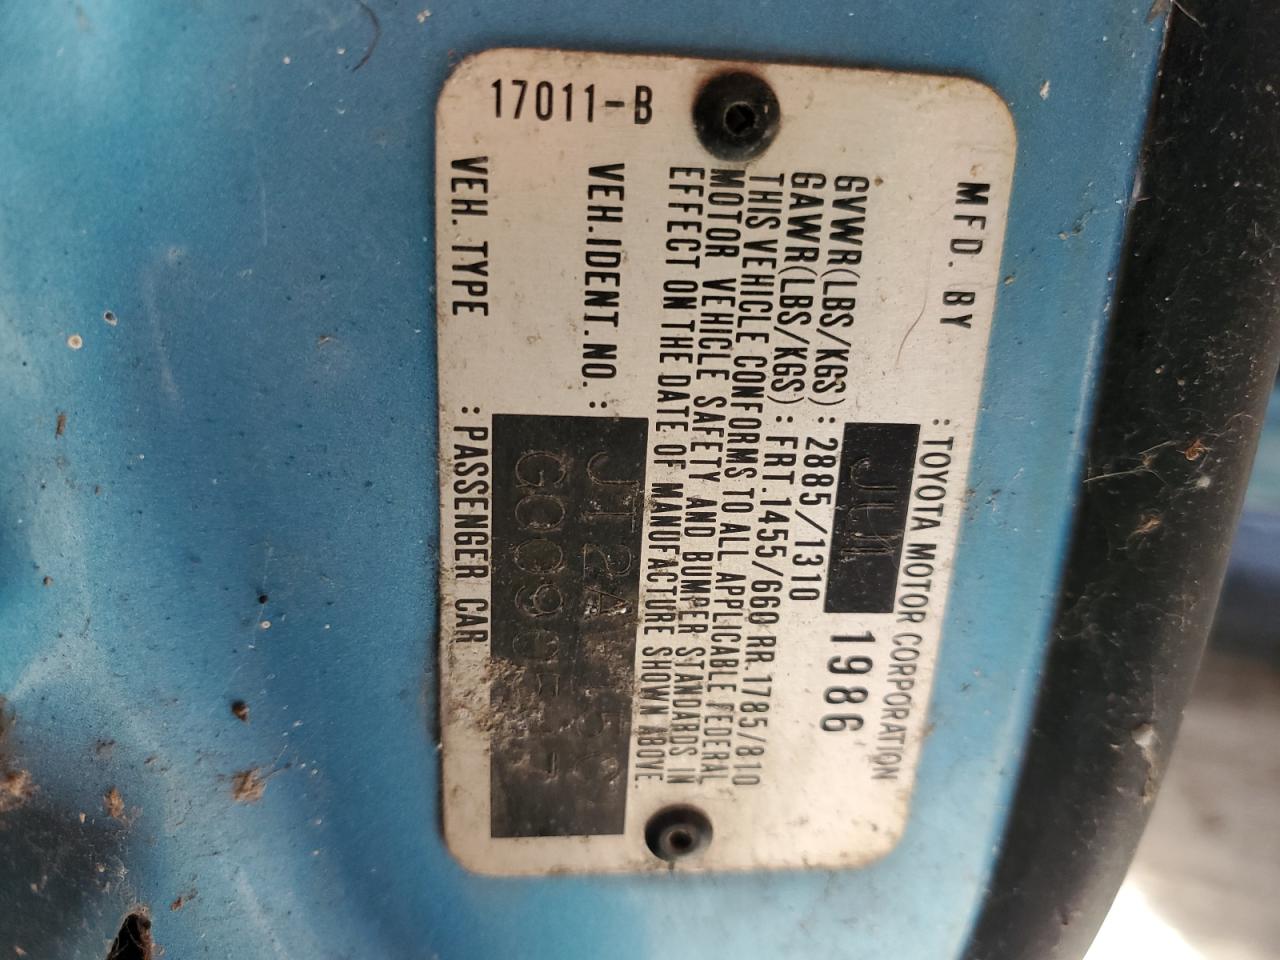 MFD. BY : TOYOTA MOTOR CORPORATION
1986
GVWR(LBS/KGS) : 2885/1310
GAWR(LBS/KGS) : FRT.1455/660 RR.1785/810
THIS VEHICLE CONFORMS TO ALL APPLICABLE FEDERAL
MOTOR VEHICLE SAFETY AND BUMPER STANDARDS IN
EFFECT ON THE DATE OF MANUFACTURE SHOWN ABOVE.
VEH.IDENT.NO. :
VEH. TYPE : PASSENGER CAR
17011-B